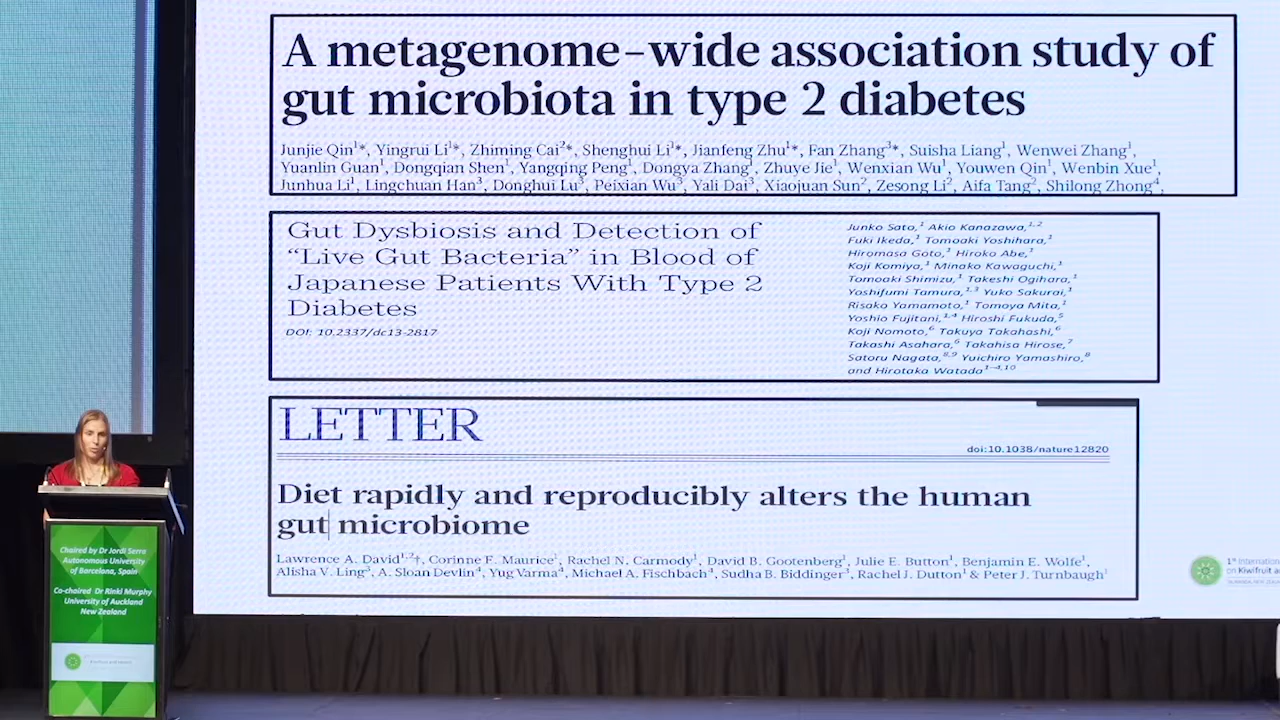 A metagenome-wide association study of
gut microbiota in type 2 diabetes
Junjie Qin¹*, Yingrui Li¹*, Zhiming Cai²*, Shenghui Li¹*, Jianfeng Zhu¹*, Fan Zhang³*, Suisha Liang¹, Wenwei Zhang¹,
Yuanlin Guan¹, Dongqian Shen¹, Yangqing Peng¹, Dongya Zhang¹, Zhuye Jie¹, Wenxian Wu¹, Youwen Qin¹, Wenbin Xue¹,
Junhua Li¹, Lingchuan Han³, Donghui Lu³, Peixian Wu³, Yali Dai³, Xiaojuan Sun², Zesong Li², Aifa Tang², Shilong Zhong⁴,
Gut Dysbiosis and Detection of
“Live Gut Bacteria” in Blood of
Japanese Patients With Type 2
Diabetes
DOI: 10.2337/dc13-2817
Junko Sato,¹ Akio Kanazawa,¹,²
Fuki Ikeda,¹ Tomoaki Yoshihara,¹
Hiromasa Goto,¹ Hiroko Abe,¹
Koji Komiya,¹ Minako Kawaguchi,¹
Tomoaki Shimizu,¹ Takeshi Ogihara,¹
Yoshifumi Tamura,¹,³ Yuko Sakurai,¹
Risako Yamamoto,¹ Tomoya Mita,¹
Yoshio Fujitani,¹,⁴ Hiroshi Fukuda,⁵
Koji Nomoto,⁶ Takuya Takahashi,⁶
Takashi Asahara,⁶ Takahisa Hirose,⁷
Satoru Nagata,⁸,⁹ Yuichiro Yamashiro,⁸
and Hirotaka Watada¹⁻⁴,¹⁰
LETTER
doi:10.1038/nature12820
Diet rapidly and reproducibly alters the human
gut microbiome
Lawrence A. David¹,²†, Corinne F. Maurice¹, Rachel N. Carmody¹, David B. Gootenberg¹, Julie E. Button¹, Benjamin E. Wolfe¹,
Alisha V. Ling³, A. Sloan Devlin⁴, Yug Varma⁴, Michael A. Fischbach⁴, Sudha B. Biddinger³, Rachel J. Dutton¹ & Peter J. Turnbaugh¹
1st Internation
on Kiwifruit a
Chaired by Dr Jordi Serra
Autonomous University
of Barcelona, Spain
Co-chaired Dr Rinki Murphy
University of Auckland
New Zealand